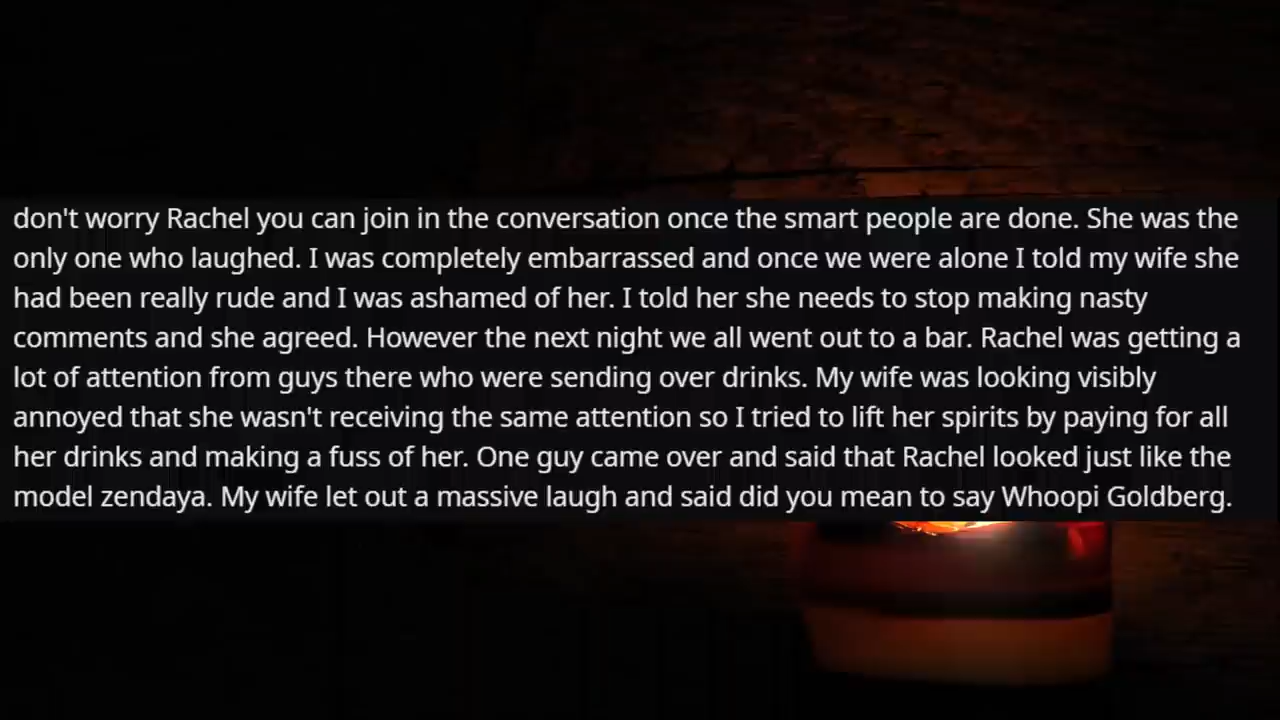 don't worry Rachel you can join in the conversation once the smart people are done. She was the
only one who laughed. I was completely embarrassed and once we were alone I told my wife she
had been really rude and I was ashamed of her. I told her she needs to stop making nasty
comments and she agreed. However the next night we all went out to a bar. Rachel was getting a
lot of attention from guys there who were sending over drinks. My wife was looking visibly
annoyed that she wasn't receiving the same attention so I tried to lift her spirits by paying for all
her drinks and making a fuss of her. One guy came over and said that Rachel looked just like the
model zendaya. My wife let out a massive laugh and said did you mean to say Whoopi Goldberg.